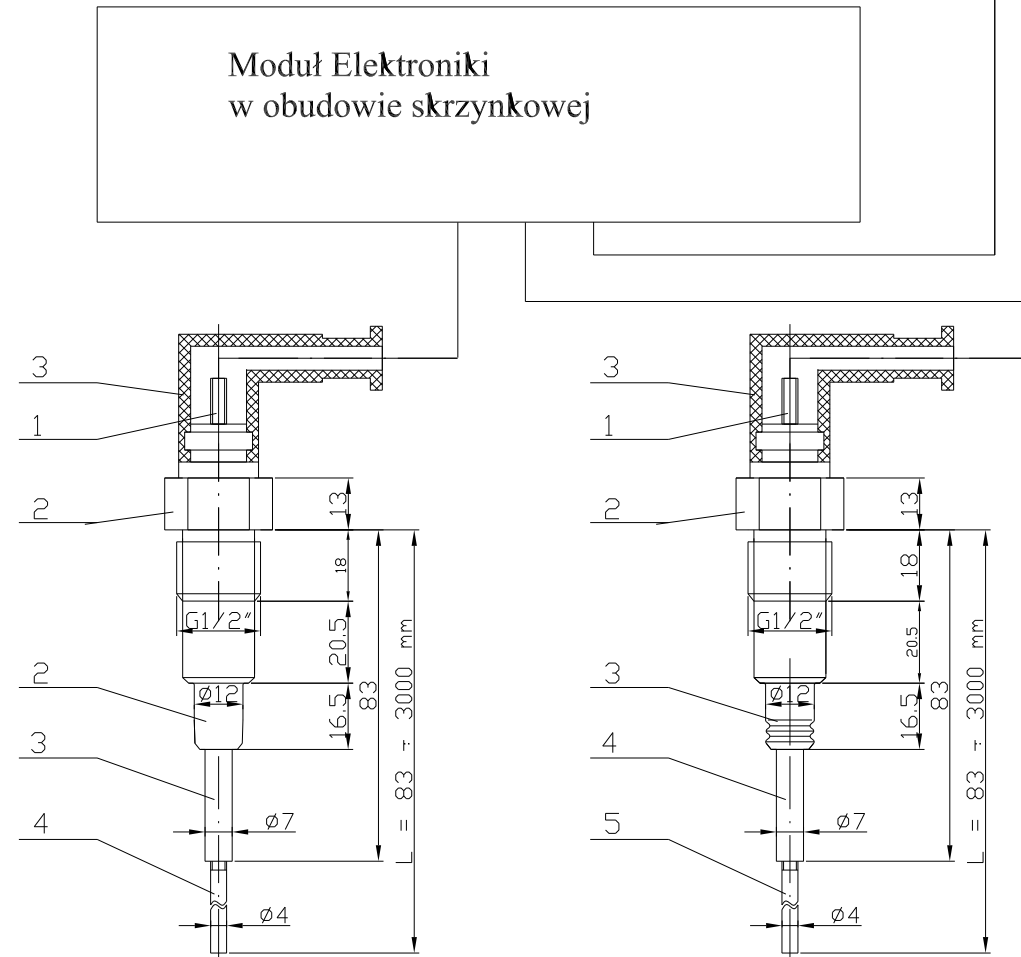 Moduł Elektroniki
w obudowie skrzynkowej
3
1
2
13
18
G1/2"
20.5
2
ø12
16.5
83
L = 83 ÷ 3000 mm
3
ø7
4
ø4
3
1
2
13
18
G1/2"
20.5
3
ø12
16.5
83
L = 83 ÷ 3000 mm
4
ø7
5
ø4